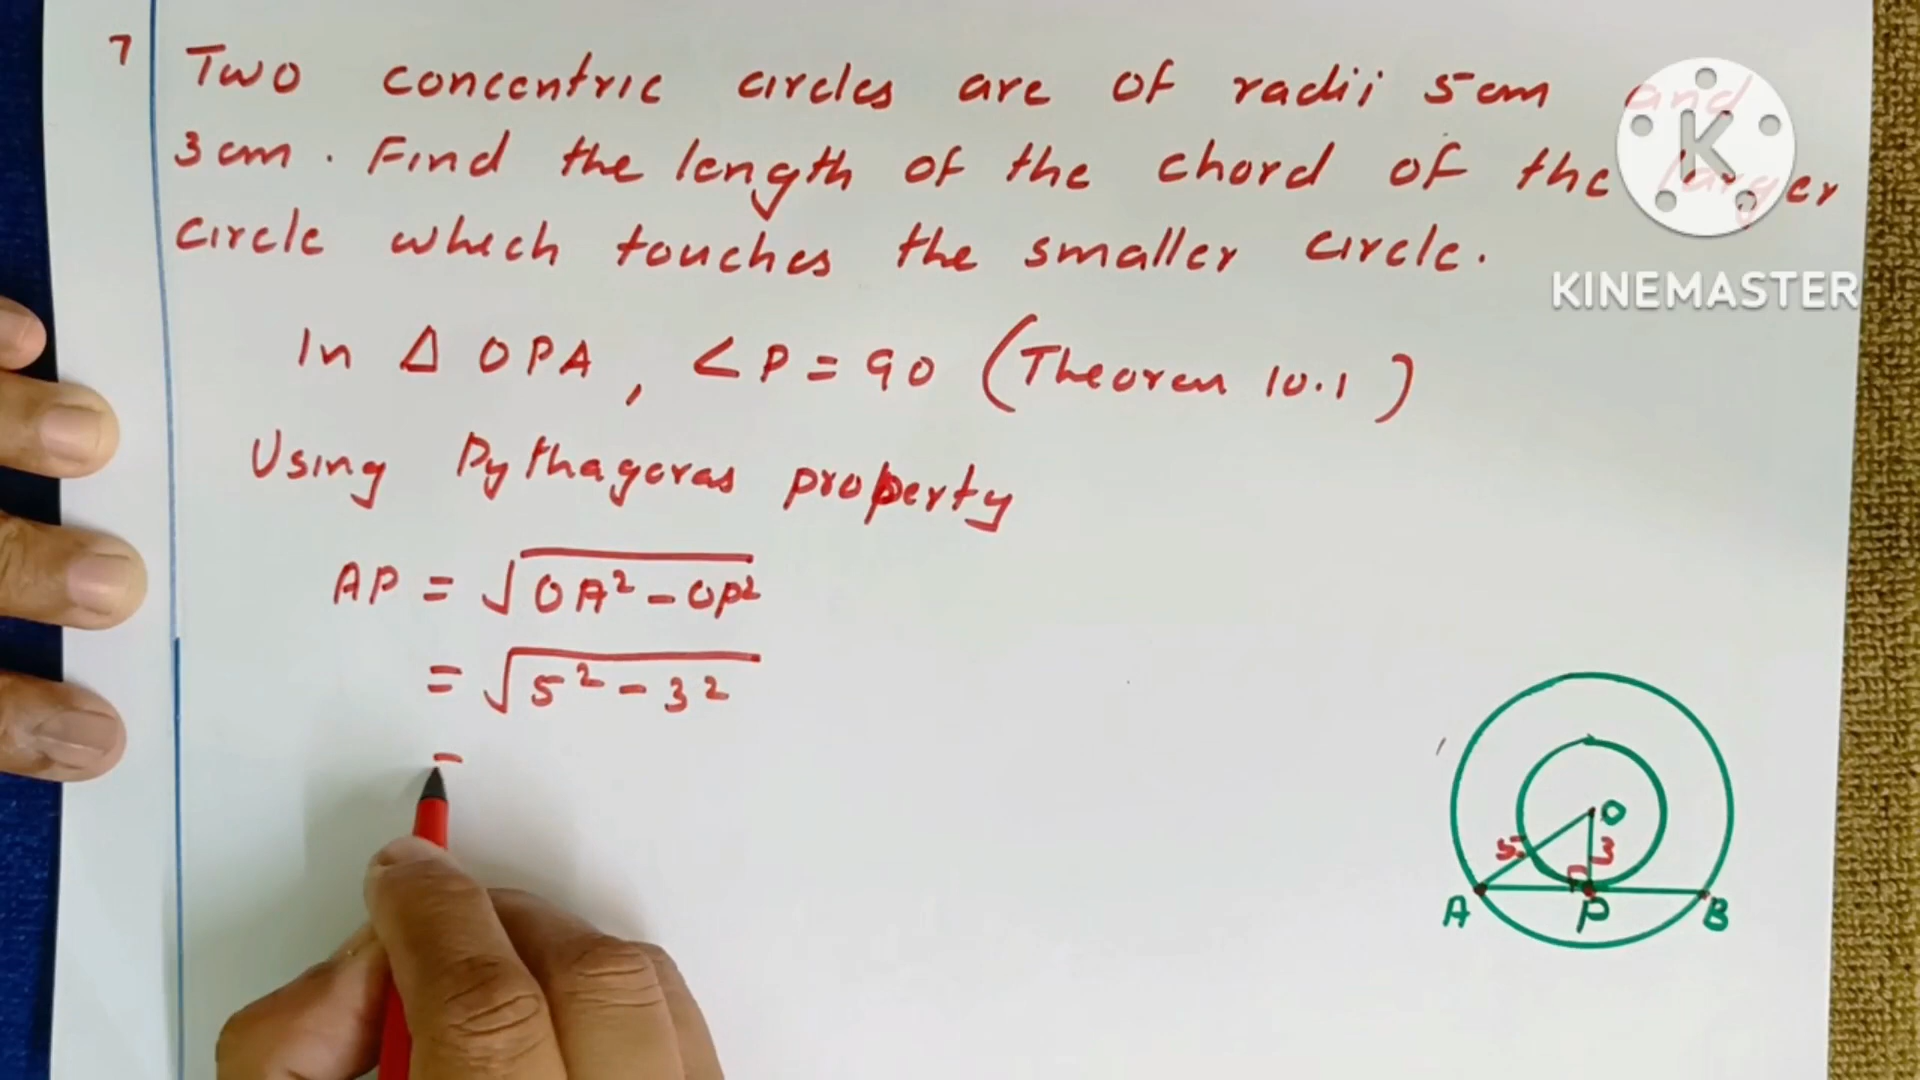 7 Two concentric circles are of radii 5cm and
3cm. Find the length of the chord of the larger
circle which touches the smaller circle.
KINEMASTER
In Δ OPA, ∠P = 90 (Theorem 10.1)
Using Pythagoras property
AP = √OA² - OP²
= √5² - 3²
O
5 3
A P B